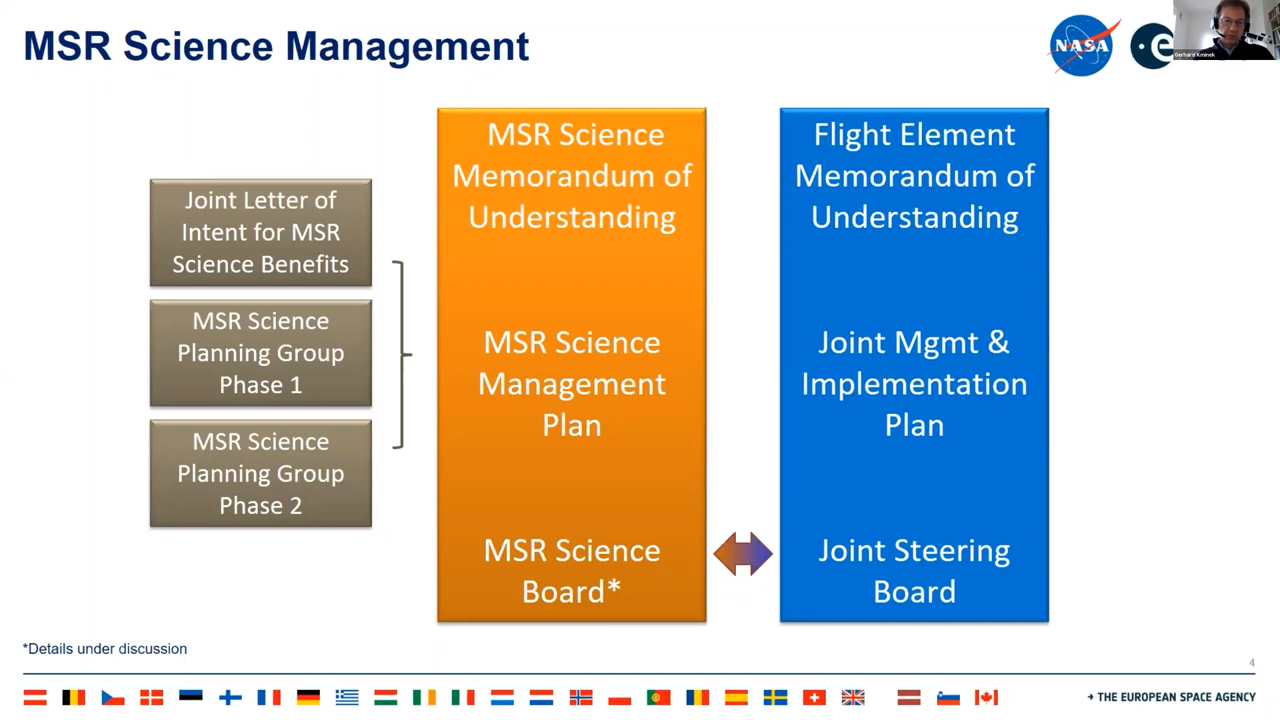 MSR Science Management
NASA
e
Gerhard Kminek
Joint Letter of
Intent for MSR
Science Benefits
MSR Science
Planning Group
Phase 1
MSR Science
Planning Group
Phase 2
MSR Science
Memorandum of
Understanding
MSR Science
Management
Plan
MSR Science
Board*
Flight Element
Memorandum of
Understanding
Joint Mgmt &
Implementation
Plan
Joint Steering
Board
*Details under discussion
4
→ THE EUROPEAN SPACE AGENCY